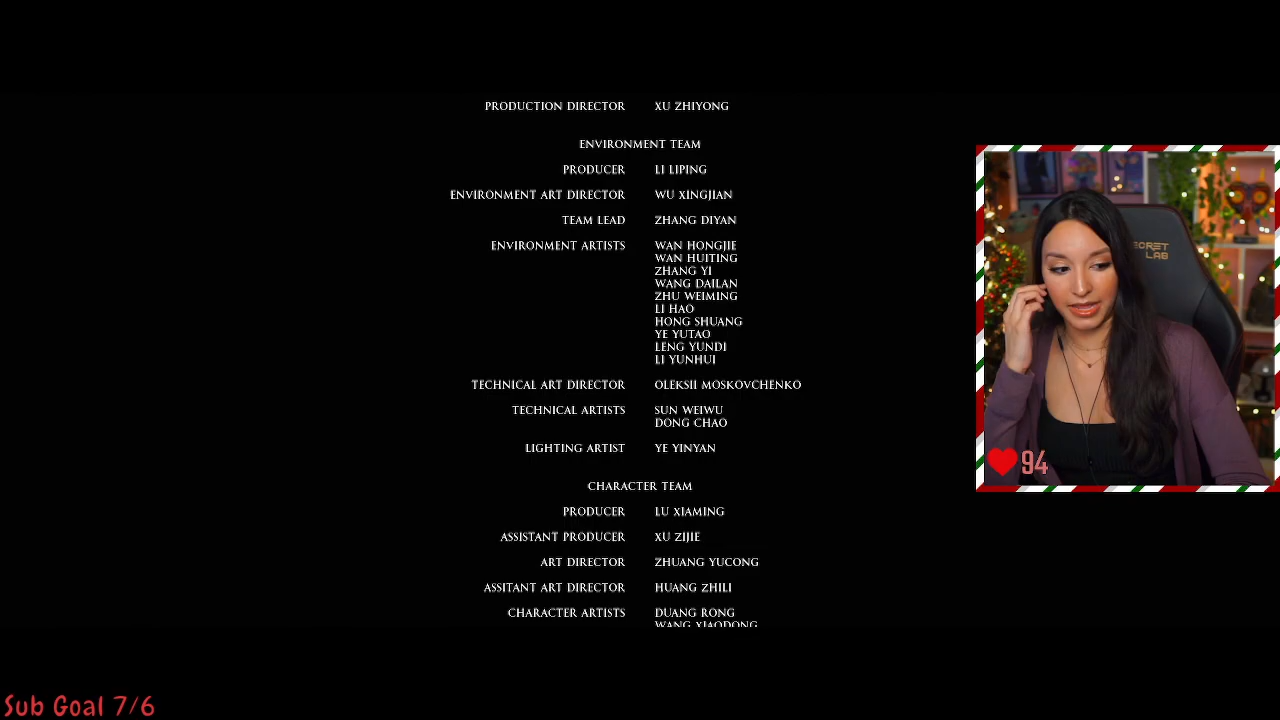 PRODUCTION DIRECTOR XU ZHIYONG
ENVIRONMENT TEAM
PRODUCER LI LIPING
ENVIRONMENT ART DIRECTOR WU XINGJIAN
TEAM LEAD ZHANG DIYAN
ENVIRONMENT ARTISTS WAN HONGJIE
WAN HUITING
ZHANG YI
WANG DAILAN
ZHU WEIMING
LI HAO
HONG SHUANG
YE YUTAO
LENG YUNDI
LI YUNHUI
TECHNICAL ART DIRECTOR OLEKSII MOSKOVCHENKO
TECHNICAL ARTISTS SUN WEIWU
DONG CHAO
LIGHTING ARTIST YE YINYAN
CHARACTER TEAM
PRODUCER LU XIAMING
ASSISTANT PRODUCER XU ZIJIE
ART DIRECTOR ZHUANG YUCONG
ASSITANT ART DIRECTOR HUANG ZHILI
CHARACTER ARTISTS DUANG RONG
WANG XIAODONG
SECRET
LAB
94
Sub Goal 7/6